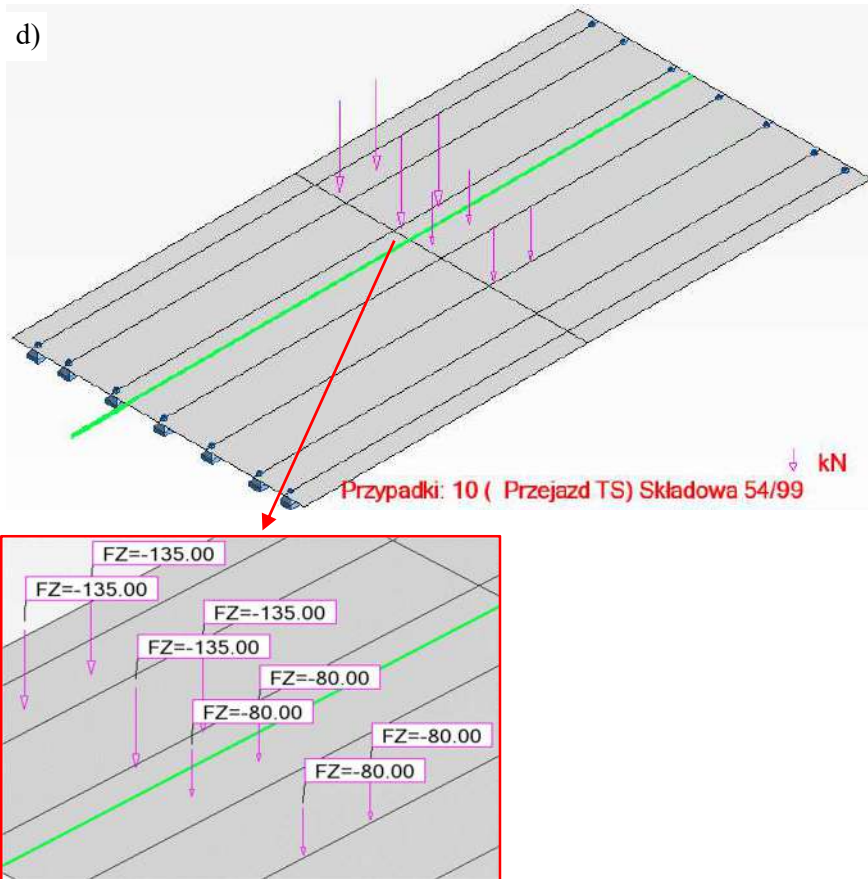 d)
kN
Przypadki: 10 ( Przejazd TS) Składowa 54/99
FZ=-135.00
FZ=-135.00
FZ=-135.00
FZ=-135.00
FZ=-80.00
FZ=-80.00
FZ=-80.00
FZ=-80.00